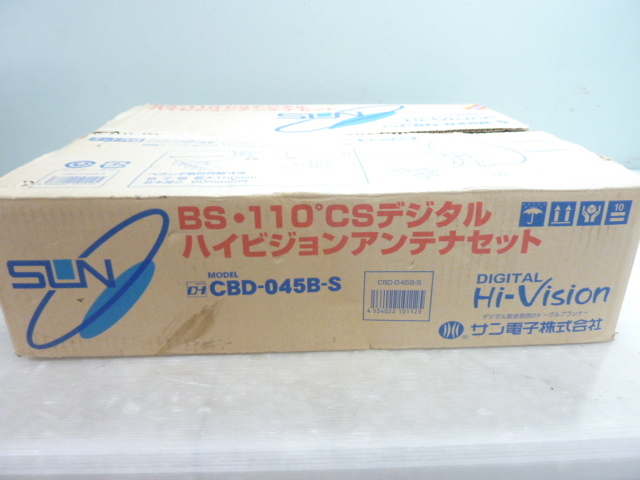 SUN
BS・110°CSデジタル
ハイビジョンアンテナセット
10
MODEL
CBD-045B-S
CBD-045B-S
DIGITAL
Hi-Vision
サン電子株式会社